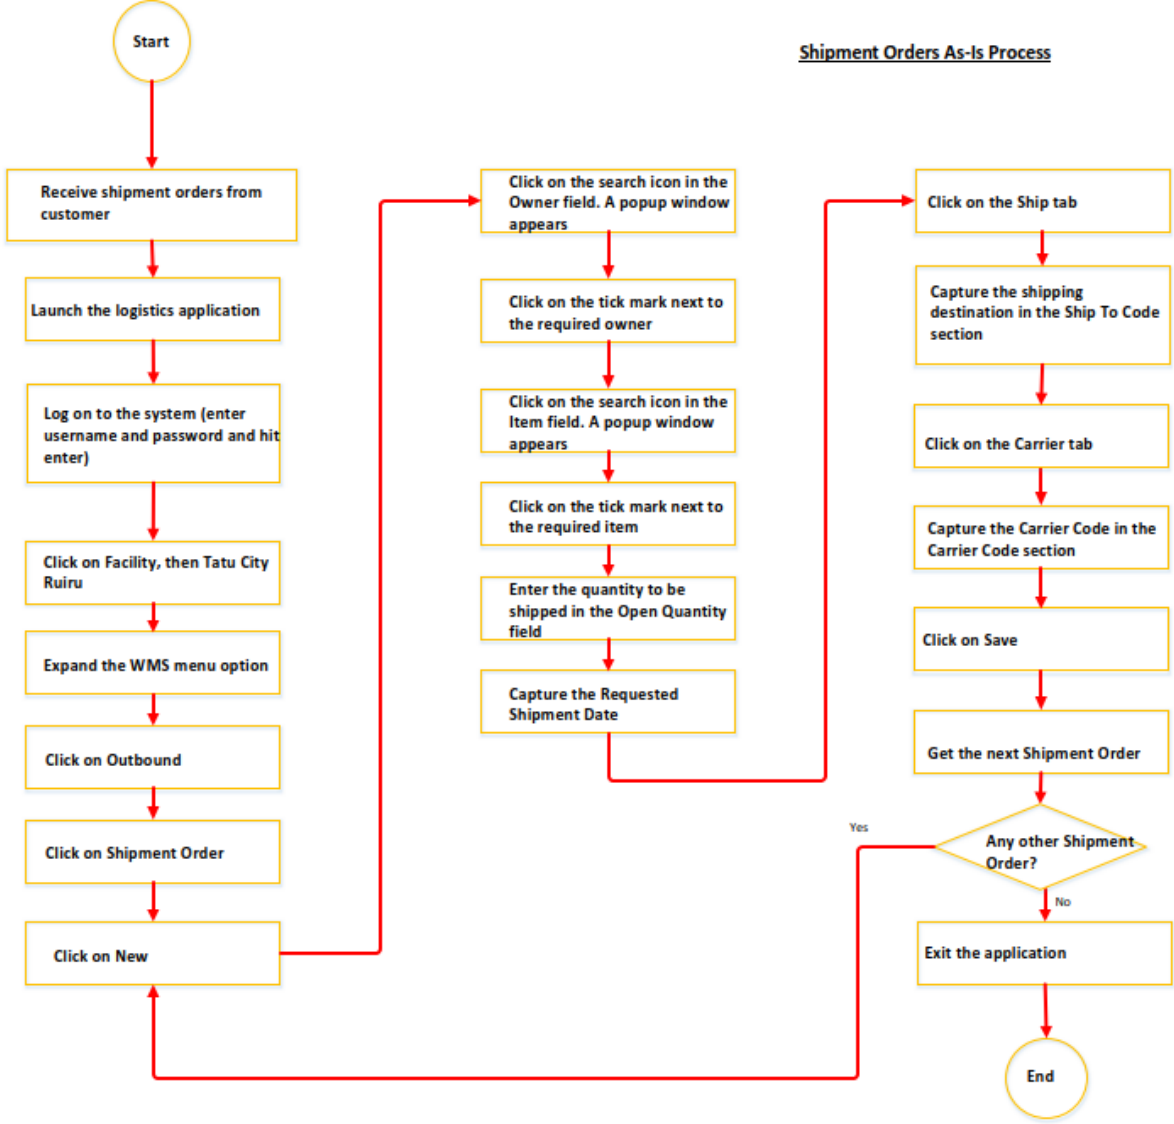 Start
Shipment Orders As-Is Process
Receive shipment orders from
customer
Launch the logistics application
Log on to the system (enter
username and password and hit
enter)
Click on Facility, then Tatu City
Ruiru
Expand the WMS menu option
Click on Outbound
Click on Shipment Order
Click on New
Click on the search icon in the
Owner field. A popup window
appears
Click on the tick mark next to
the required owner
Click on the search icon in the
Item field. A popup window
appears
Click on the tick mark next to
the required item
Enter the quantity to be
shipped in the Open Quantity
field
Capture the Requested
Shipment Date
Click on the Ship tab
Capture the shipping
destination in the Ship To Code
section
Click on the Carrier tab
Capture the Carrier Code in the
Carrier Code section
Click on Save
Get the next Shipment Order
Any other Shipment
Order?
Yes
No
Exit the application
End